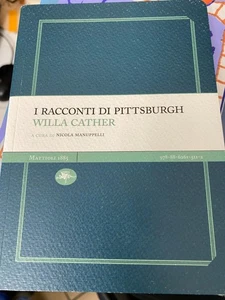 I RACCONTI DI PITTSBURGH
WILLA CATHER
A CURA DI NICOLA MANUPPELLI
MATTIOLI 1885